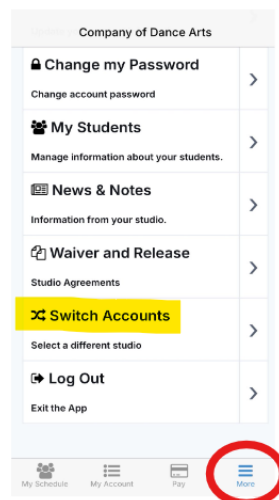 Company of Dance Arts
Change my Password
Change account password
My Students
Manage information about your students.
News & Notes
Information from your studio.
Waiver and Release
Studio Agreements
Switch Accounts
Select a different studio
Log Out
Exit the App
My Schedule My Account Pay More